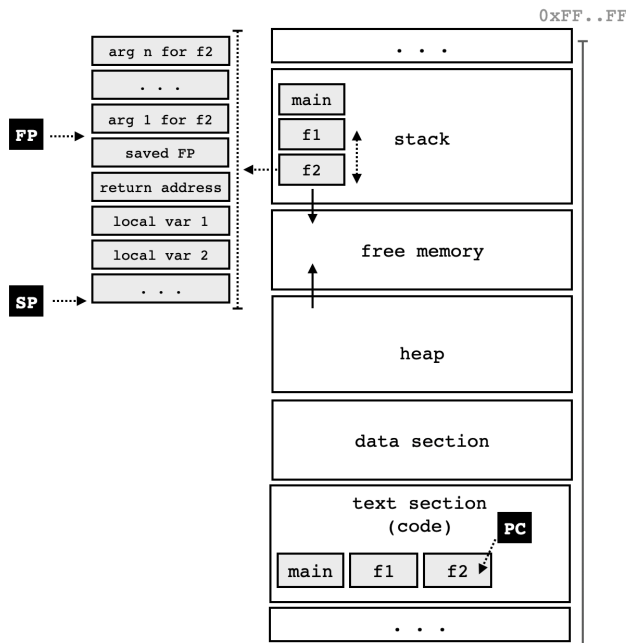 0xFF..FF
arg n for f2
. . .
arg 1 for f2
saved FP
return address
local var 1
local var 2
. . .
FP
SP
. . .
main
f1
f2
stack
free memory
heap
data section
text section
(code)
PC
main f1 f2
. . .